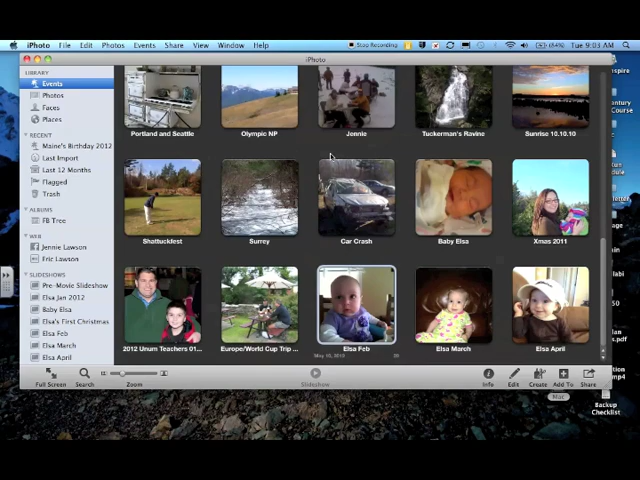 iPhoto File Edit Photos Events Share View Window Help
Stop Recording (84%) Tue 9:03 AM
iPhoto
LIBRARY
Events
Photos
Faces
Places
RECENT
Maine's Birthday 2012
Last Import
Last 12 Months
Flagged
Trash
ALBUMS
FB Tree
WEB
Jennie Lawson
Eric Lawson
SLIDESHOWS
Pre-Movie Slideshow
Elsa Jan 2012
Baby Elsa
Elsa's First Christmas
Elsa Feb
Elsa March
Elsa April
Portland and Seattle
Olympic NP
Jennie
Tuckerman's Ravine
Sunrise 10.10.10
Shattuckfest
Surrey
Car Crash
Baby Elsa
Xmas 2011
2012 Unum Teachers 01...
Europe/World Cup Trip ...
Elsa Feb
Elsa March
Elsa April
Full Screen
Search
Zoom
Slideshow
Info
Edit
Create
Add To
Share
Mac
Backup
Checklist